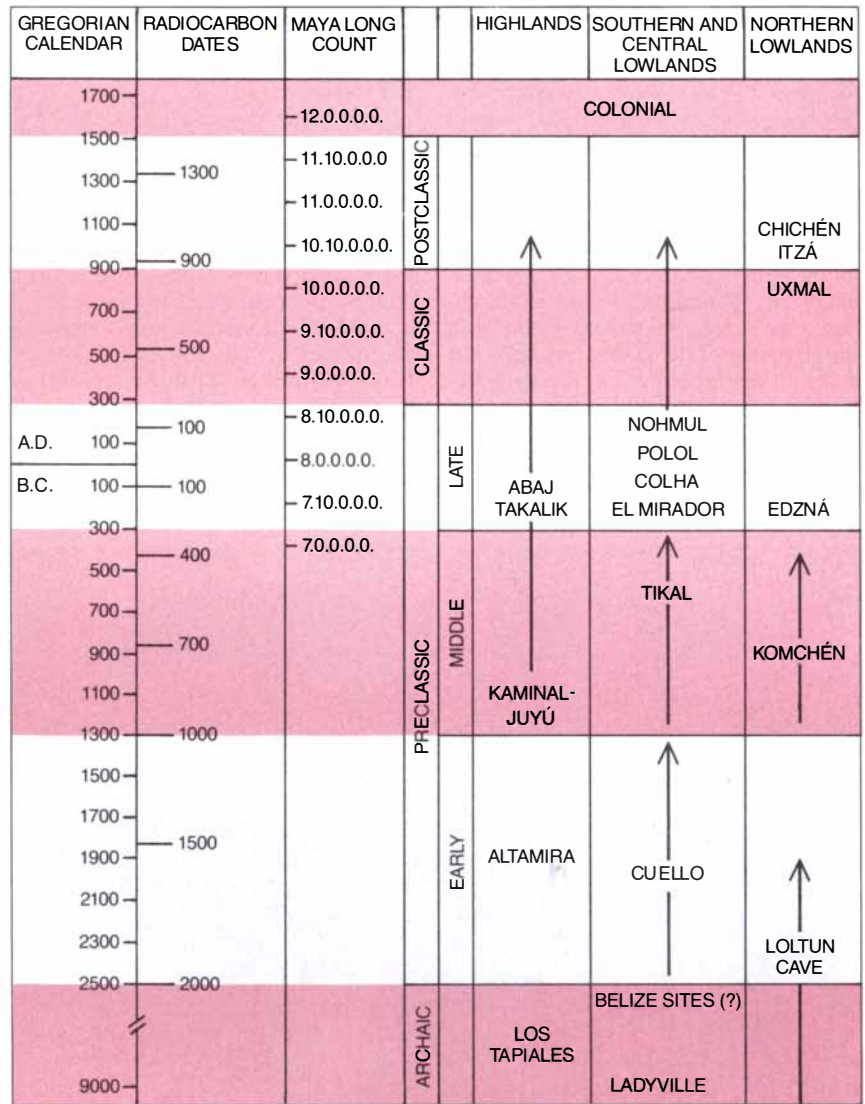 GREGORIAN CALENDAR
RADIOCARBON DATES
MAYA LONG COUNT
HIGHLANDS
SOUTHERN AND CENTRAL LOWLANDS
NORTHERN LOWLANDS
1700
12.0.0.0.0.
COLONIAL
1500
11.10.0.0.0
1300
1300
11.0.0.0.0.
1100
10.10.0.0.0.
POSTCLASSIC
CHICHÉN
ITZÁ
900
900
10.0.0.0.0.
UXMAL
700
9.10.0.0.0.
CLASSIC
500
500
9.0.0.0.0.
300
8.10.0.0.0.
NOHMUL
100
A.D. 100
POLOL
8.0.0.0.0.
LATE
COLHA
B.C. 100
100
7.10.0.0.0.
ABAJ
TAKALIK
EL MIRADOR
EDZNÁ
300
400
7.0.0.0.0.
500
TIKAL
700
700
MIDDLE
PRECLASSIC
900
KOMCHÉN
1100
KAMINAL-
JUYÚ
1300
1000
1500
1700
1500
1900
EARLY
ALTAMIRA
CUELLO
2100
2300
LOLTUN
CAVE
2500
2000
BELIZE SITES (?)
ARCHAIC
LOS
TAPIALES
9000
LADYVILLE